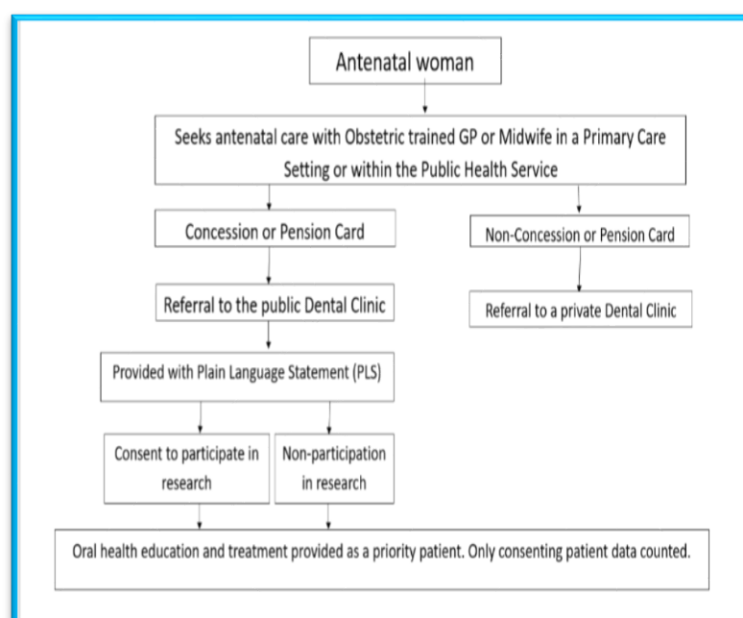 Antenatal woman
Seeks antenatal care with Obstetric trained GP or Midwife in a Primary Care
Setting or within the Public Health Service
Concession or Pension Card
Non-Concession or Pension Card
Referral to the public Dental Clinic
Referral to a private Dental Clinic
Provided with Plain Language Statement (PLS)
Consent to participate in
research
Non-participation
in research
Oral health education and treatment provided as a priority patient. Only consenting patient data counted.